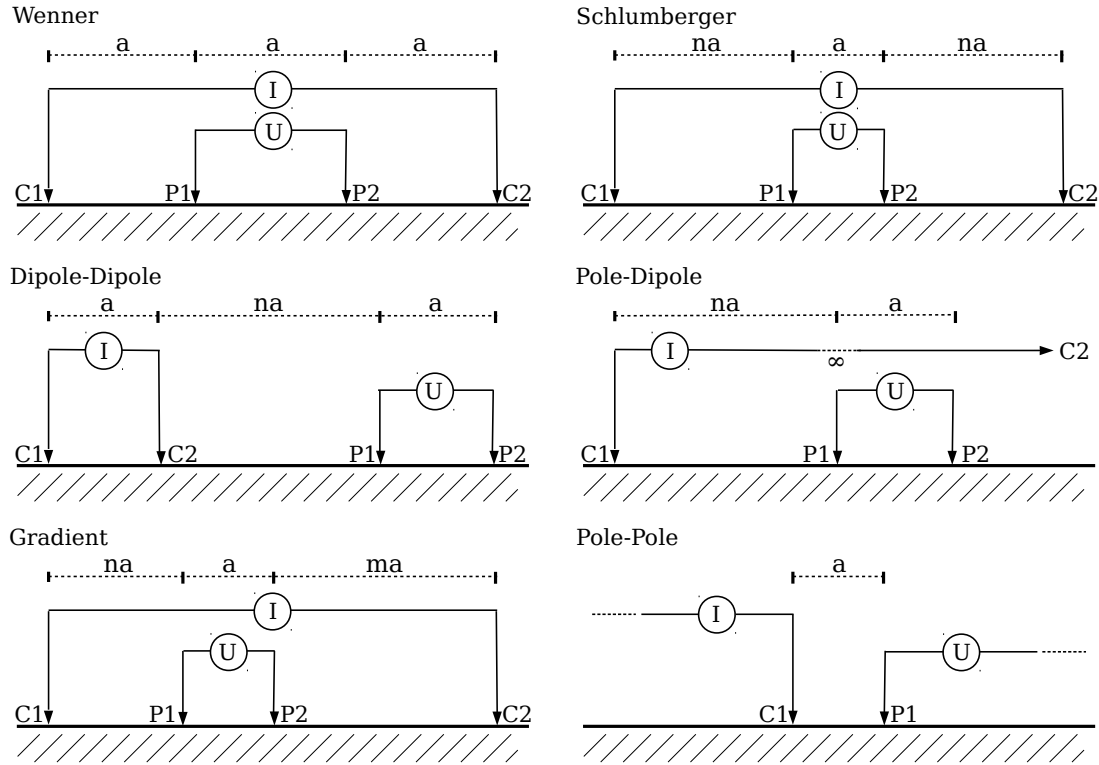 Wenner
a a a
I
U
C1 P1 P2 C2
Schlumberger
na a na
I
U
C1 P1 P2 C2
Dipole-Dipole
a na a
I
U
C1 C2 P1 P2
Pole-Dipole
na a
I
∞ C2
U
C1 P1 P2
Gradient
na a ma
I
U
C1 P1 P2 C2
Pole-Pole
a
I
U
C1 P1